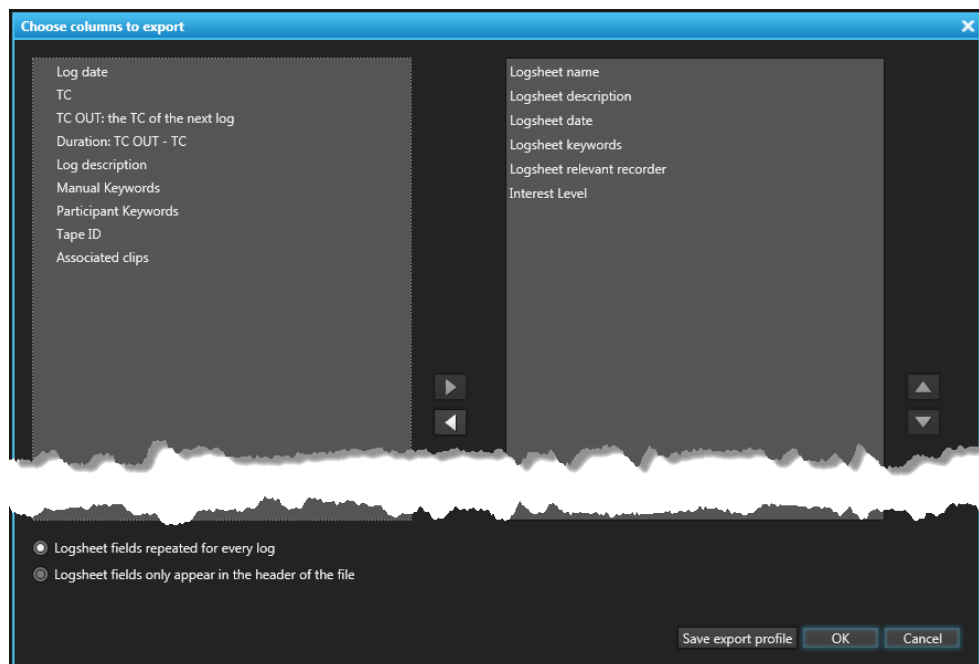 Choose columns to export
Log date
TC
TC OUT: the TC of the next log
Duration: TC OUT - TC
Log description
Manual Keywords
Participant Keywords
Tape ID
Associated clips
Logsheet name
Logsheet description
Logsheet date
Logsheet keywords
Logsheet relevant recorder
Interest Level
Logsheet fields repeated for every log
Logsheet fields only appear in the header of the file
Save export profile
OK
Cancel